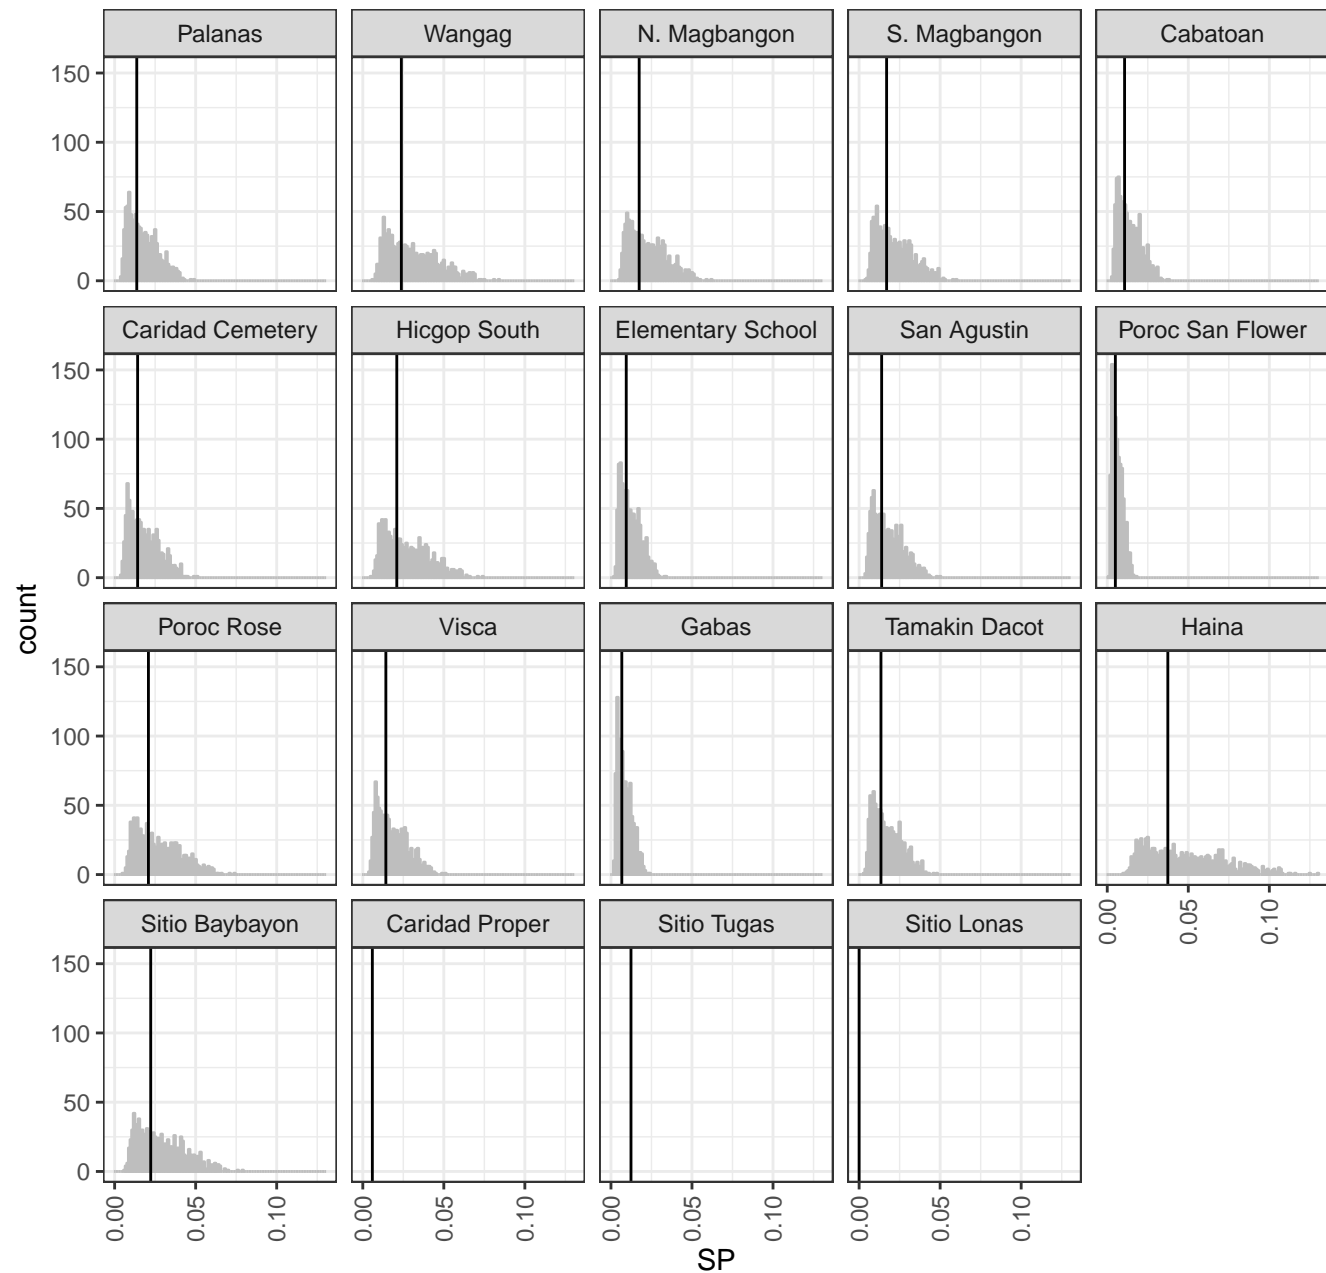 Palanas Wangag N. Magbangon S. Magbangon Cabatoan
150
100
50
0
Caridad Cemetery Hicgop South Elementary School San Agustin Poroc San Flower
150
100
50
0
count
Poroc Rose Visca Gabas Tamakin Dacot Haina
150
100
50
0
Sitio Baybayon Caridad Proper Sitio Tugas Sitio Lonas
0.00 0.05 0.10
150
100
50
0
0.00 0.05 0.10 0.00 0.05 0.10 0.00 0.05 0.10 0.00 0.05 0.10
SP